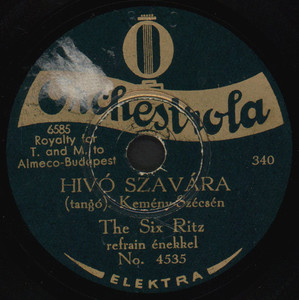 Orchestrola
6585
Royalty for
T. and M. to
Almeco-Budapest
340
HIVÓ SZAVÁRA
(tangó) Kemény-Szécsén
The Six Ritz
refrain énekkel
No. 4535
ELEKTRA